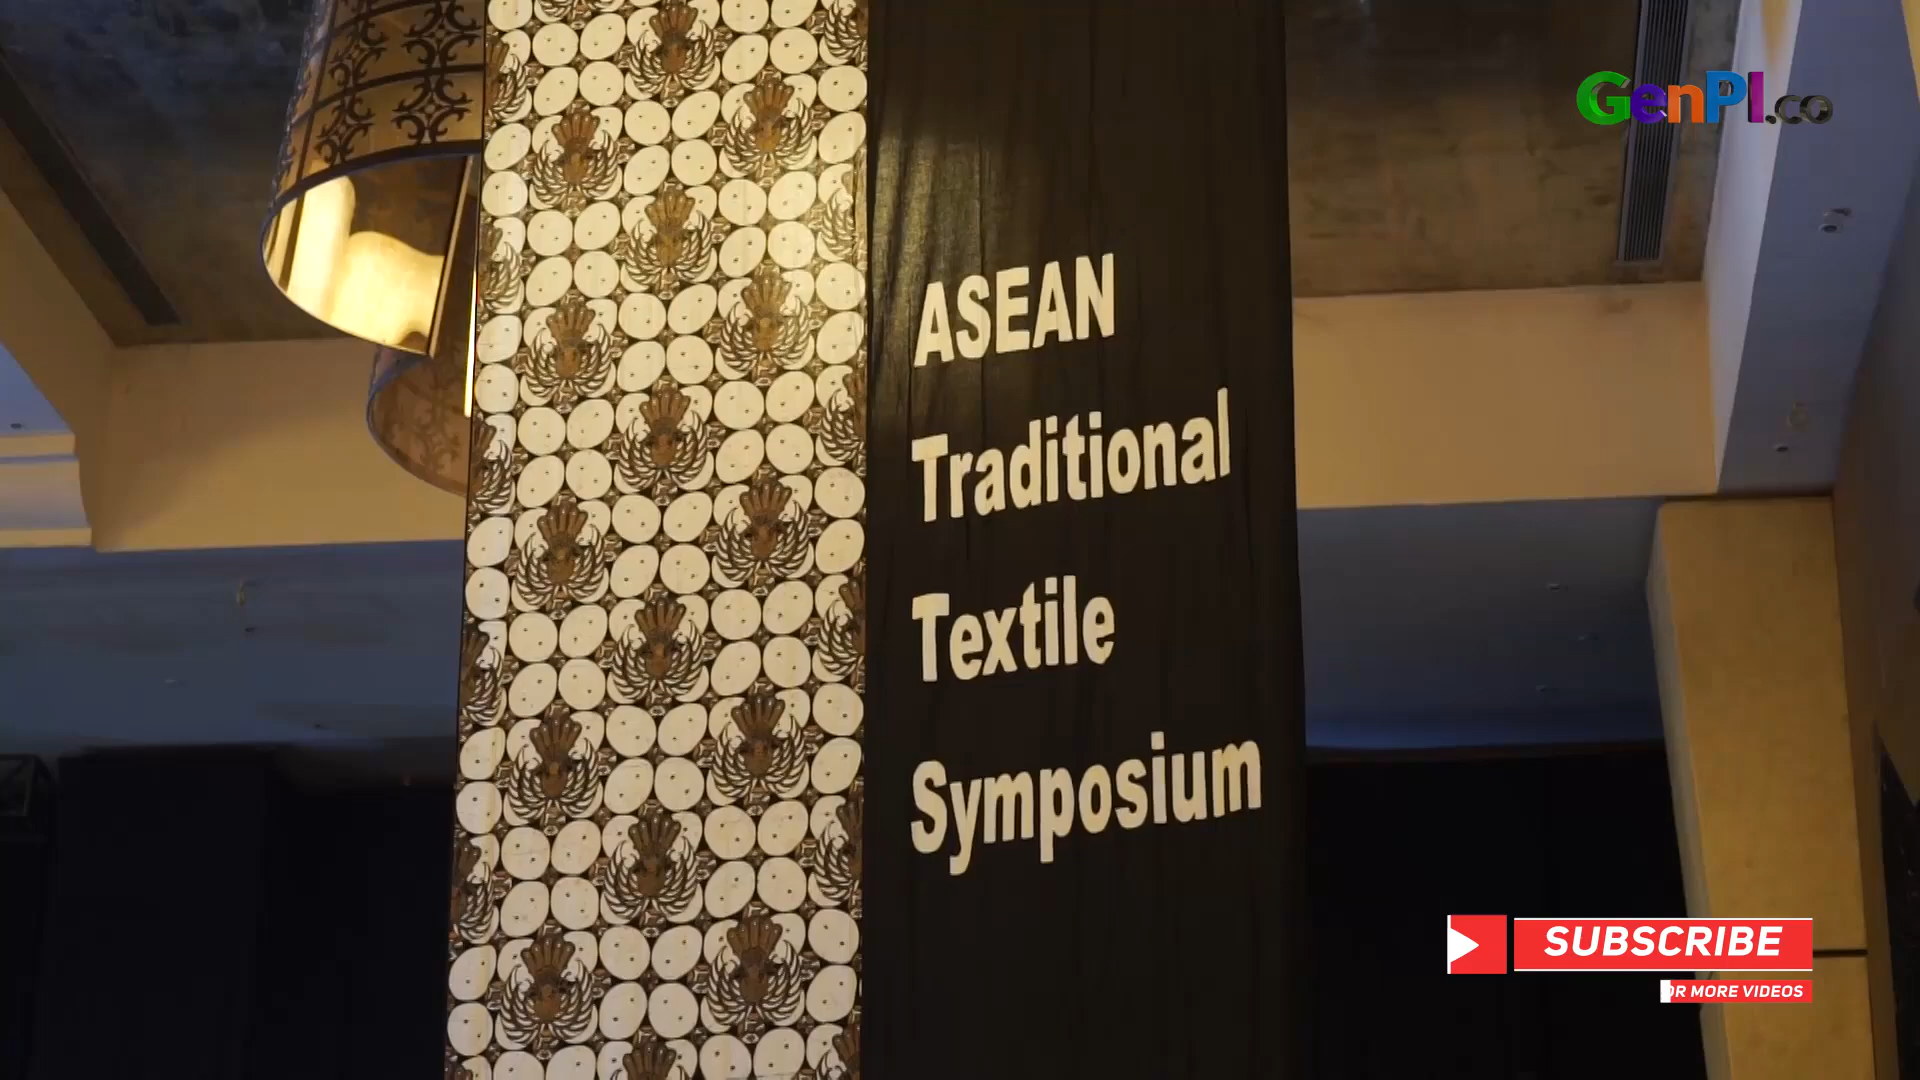 GenPI.co
ASEAN
Traditional
Textile
Symposium
SUBSCRIBE
MORE VIDEOS